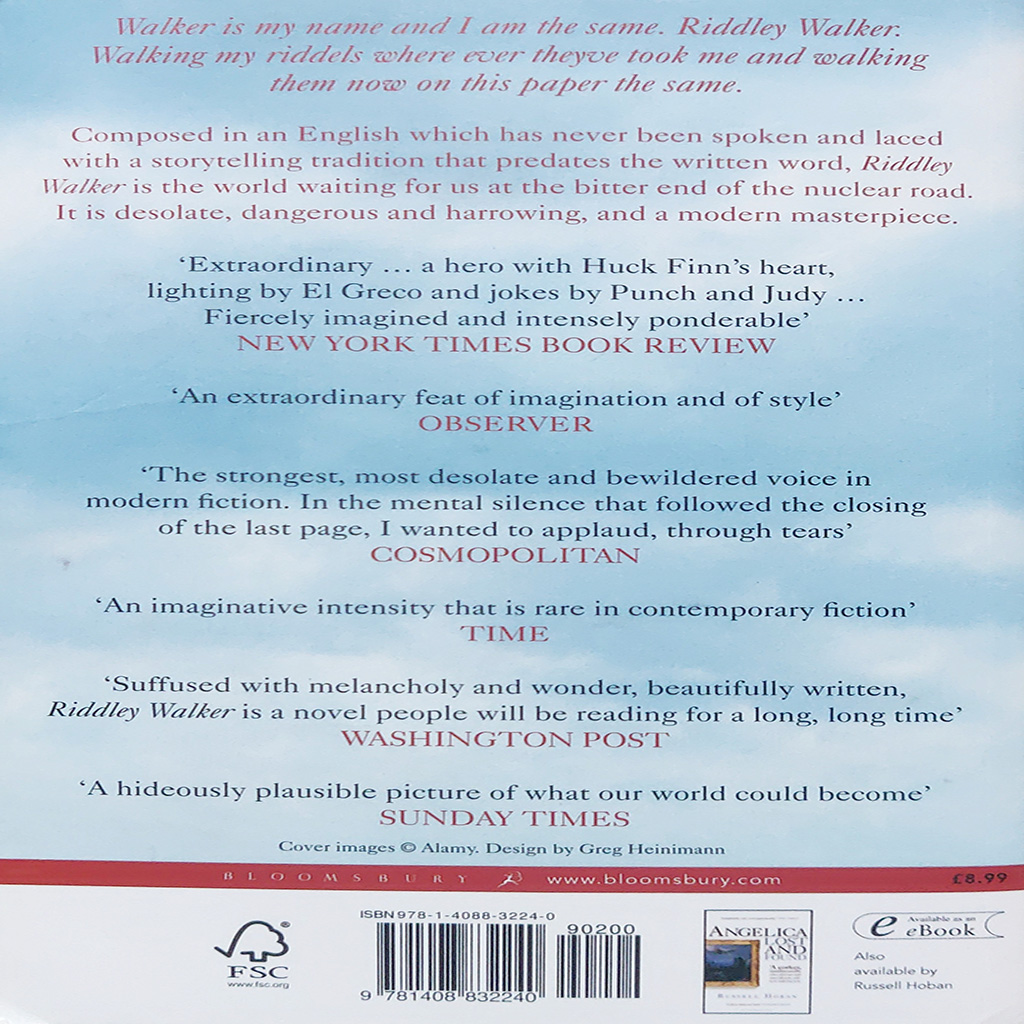 Walker is my name and I am the same. Riddley Walker.
Walking my riddels where ever theyve took me and walking
them now on this paper the same.
Composed in an English which has never been spoken and laced
with a storytelling tradition that predates the written word, Riddley
Walker is the world waiting for us at the bitter end of the nuclear road.
It is desolate, dangerous and harrowing, and a modern masterpiece.
‘Extraordinary … a hero with Huck Finn’s heart,
lighting by El Greco and jokes by Punch and Judy …
Fiercely imagined and intensely ponderable’
NEW YORK TIMES BOOK REVIEW
‘An extraordinary feat of imagination and of style’
OBSERVER
‘The strongest, most desolate and bewildered voice in
modern fiction. In the mental silence that followed the closing
of the last page, I wanted to applaud, through tears’
COSMOPOLITAN
‘An imaginative intensity that is rare in contemporary fiction’
TIME
‘Suffused with melancholy and wonder, beautifully written,
Riddley Walker is a novel people will be reading for a long, long time’
WASHINGTON POST
‘A hideously plausible picture of what our world could become’
SUNDAY TIMES
Cover images © Alamy. Design by Greg Heinimann
BLOOMSBURY www.bloomsbury.com £8.99
FSC
www.fsc.org
ISBN 978-1-4088-3224-0
90200
9 781408 832240
ANGELICA
LOST
AND
FOUND
RUSSELL HOBAN
Available as an
eBook
Also
available by
Russell Hoban